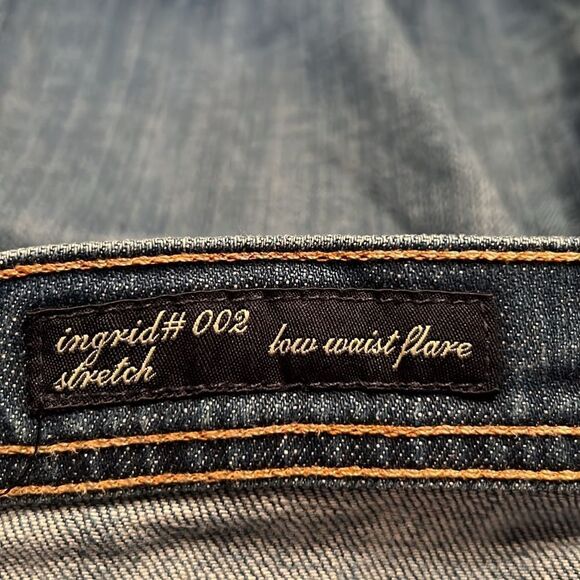 ingrid# 002 low waist flare
stretch